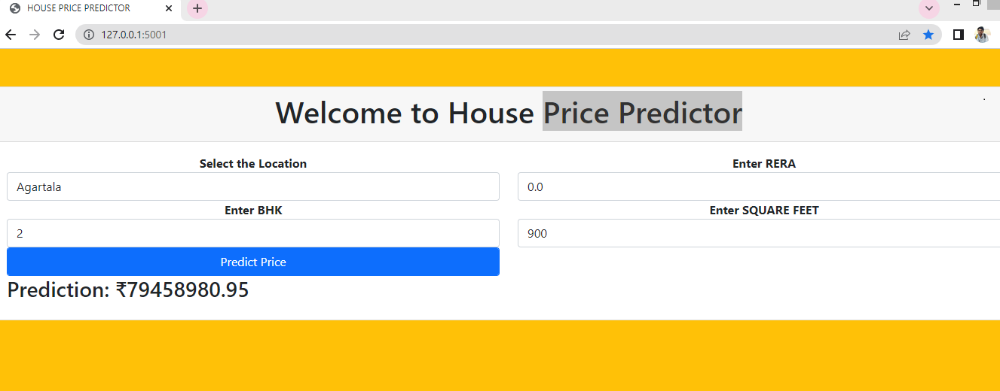 HOUSE PRICE PREDICTOR
127.0.0.1:5001
Welcome to House Price Predictor
Select the Location
Enter RERA
Agartala
0.0
Enter BHK
Enter SQUARE FEET
2
900
Predict Price
Prediction: ₹79458980.95